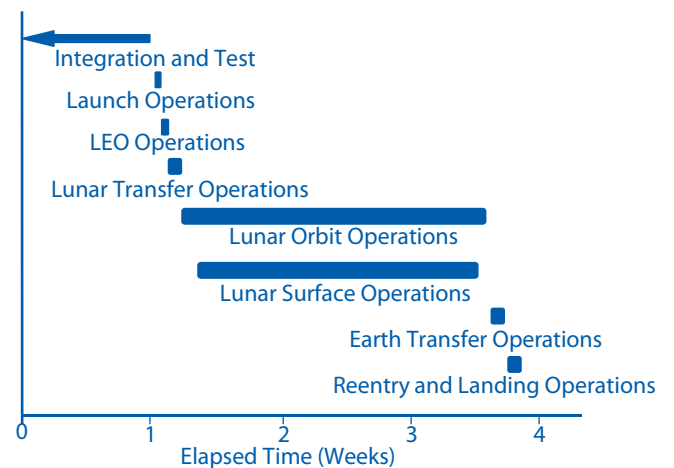 Integration and Test
Launch Operations
LEO Operations
Lunar Transfer Operations
Lunar Orbit Operations
Lunar Surface Operations
Earth Transfer Operations
Reentry and Landing Operations
0 1 2 3 4
Elapsed Time (Weeks)